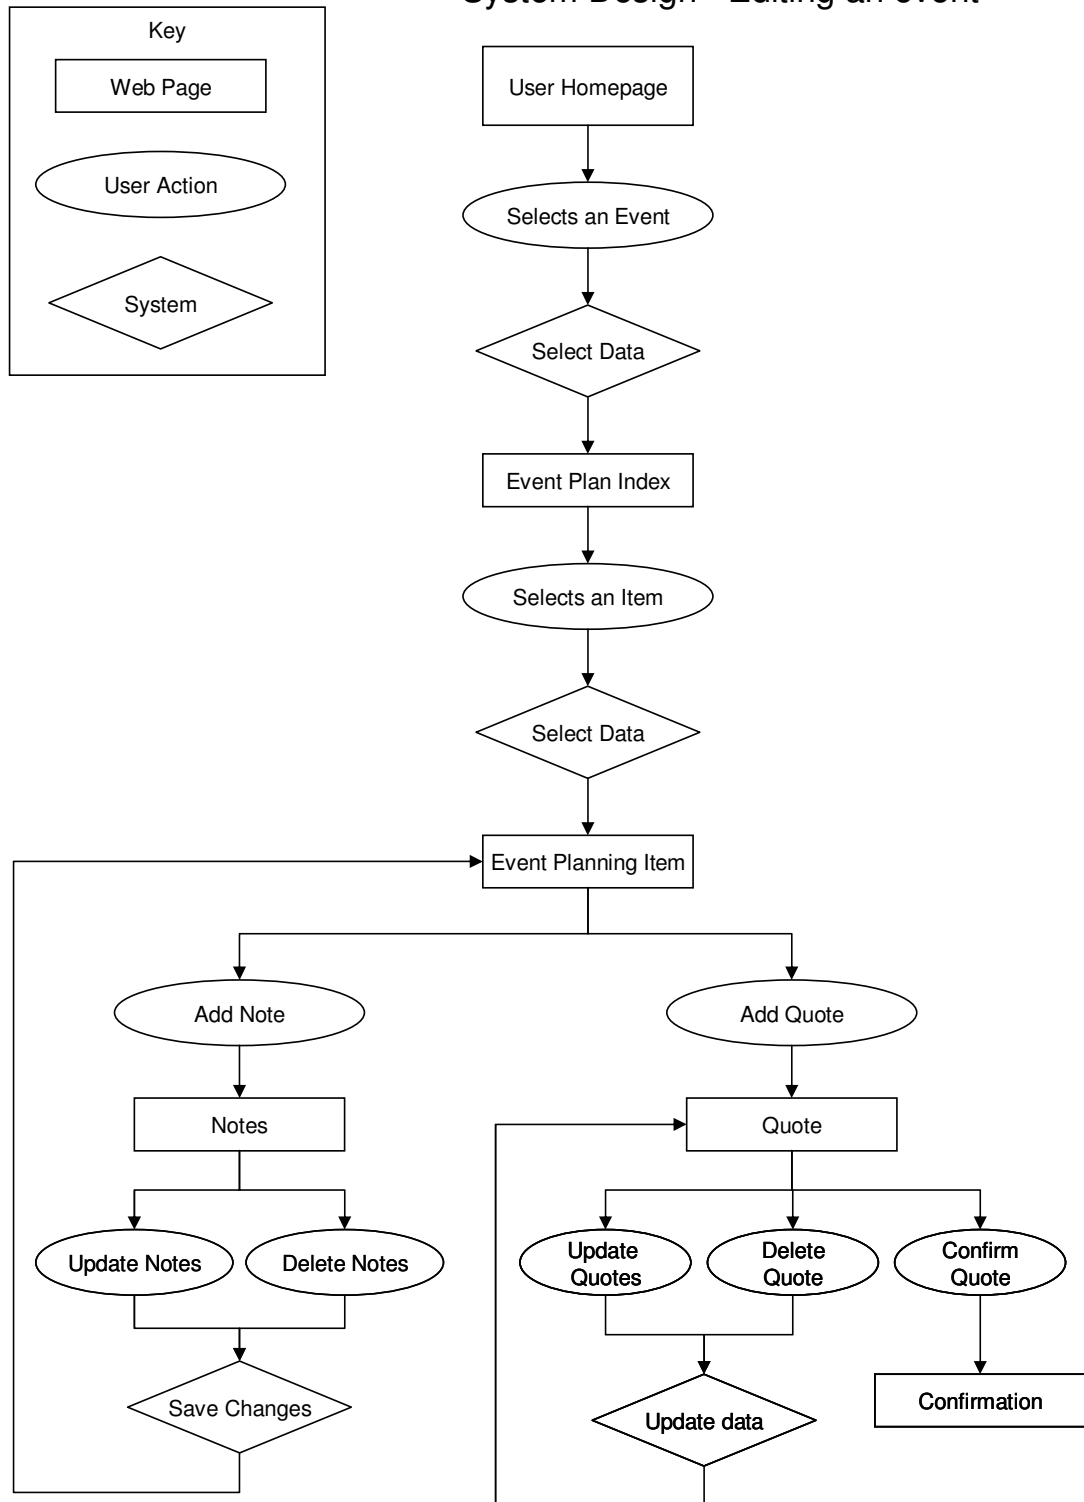 System Design - Editing an event
Key
Web Page
User Action
System
User Homepage
Selects an Event
Select Data
Event Plan Index
Selects an Item
Select Data
Event Planning Item
Add Note
Add Quote
Notes
Quote
Update Notes
Delete Notes
Update
Quotes
Delete
Quote
Confirm
Quote
Save Changes
Update data
Confirmation